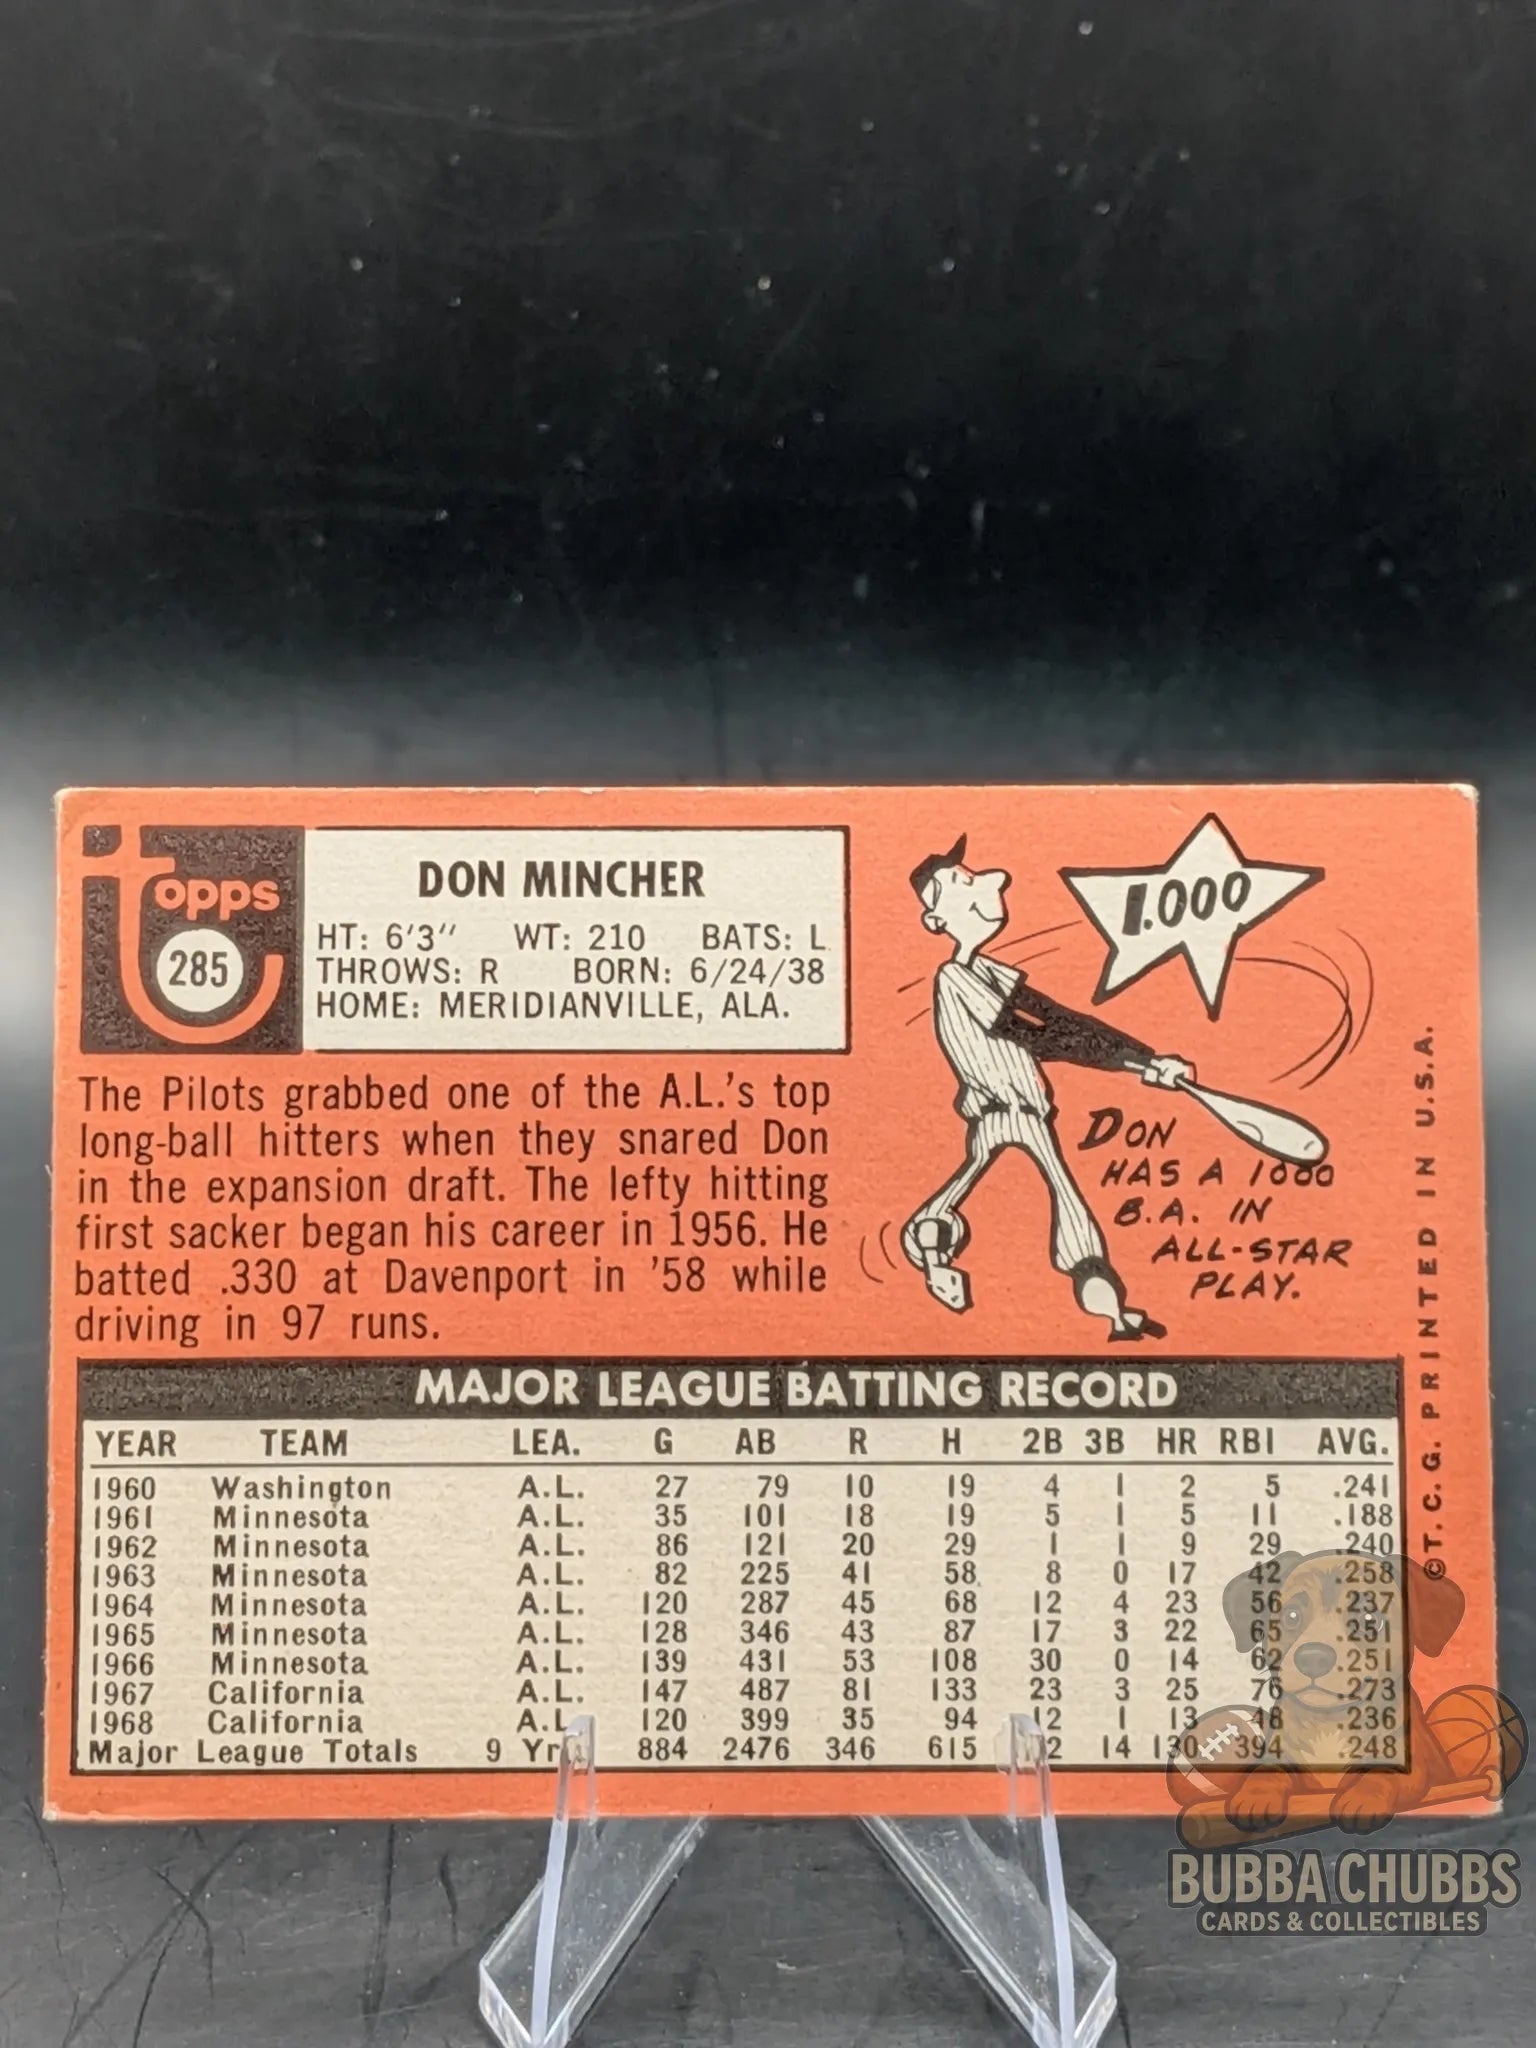 topps
285
DON MINCHER
HT: 6'3" WT: 210 BATS: L
THROWS: R BORN: 6/24/38
HOME: MERIDIANVILLE, ALA.
1.000
The Pilots grabbed one of the A.L.'s top
long-ball hitters when they snared Don
in the expansion draft. The lefty hitting
first sacker began his career in 1956. He
batted .330 at Davenport in '58 while
driving in 97 runs.
DON
HAS A 1000
B.A. IN
ALL-STAR
PLAY.
©T. C. G. PRINTED IN U.S.A.
MAJOR LEAGUE BATTING RECORD
YEAR TEAM LEA. G AB R H 2B 3B HR RBI AVG.
1960 Washington A.L. 27 79 10 19 4 1 2 5 .241
1961 Minnesota A.L. 35 101 18 19 5 1 5 11 .188
1962 Minnesota A.L. 86 121 20 29 1 1 9 29 .240
1963 Minnesota A.L. 82 225 41 58 8 0 17 42 .258
1964 Minnesota A.L. 120 287 45 68 12 4 23 56 .237
1965 Minnesota A.L. 128 346 43 87 17 3 22 65 .251
1966 Minnesota A.L. 139 431 53 108 30 0 14 62 .251
1967 California A.L. 147 487 81 133 23 3 25 76 .273
1968 California A.L. 120 399 35 94 12 1 13 48 .236
Major League Totals 9 884 2476 346 615 14 130 394 .248
BUBBA CHUBBS
CARDS & COLLECTIBLES